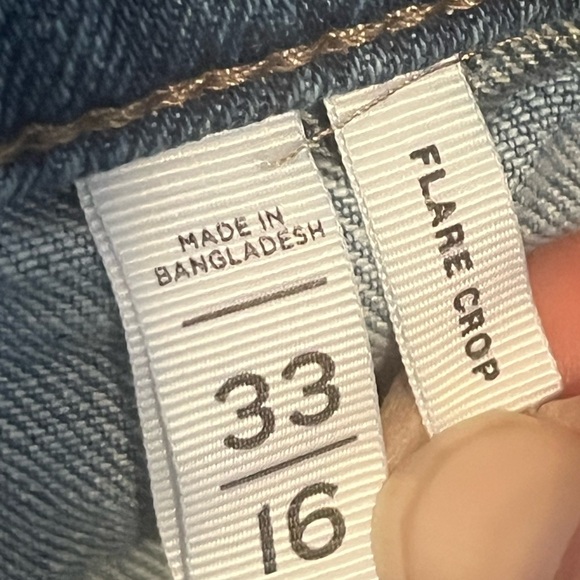 MADE IN
BANGLADESH
33
16
FLARE CROP